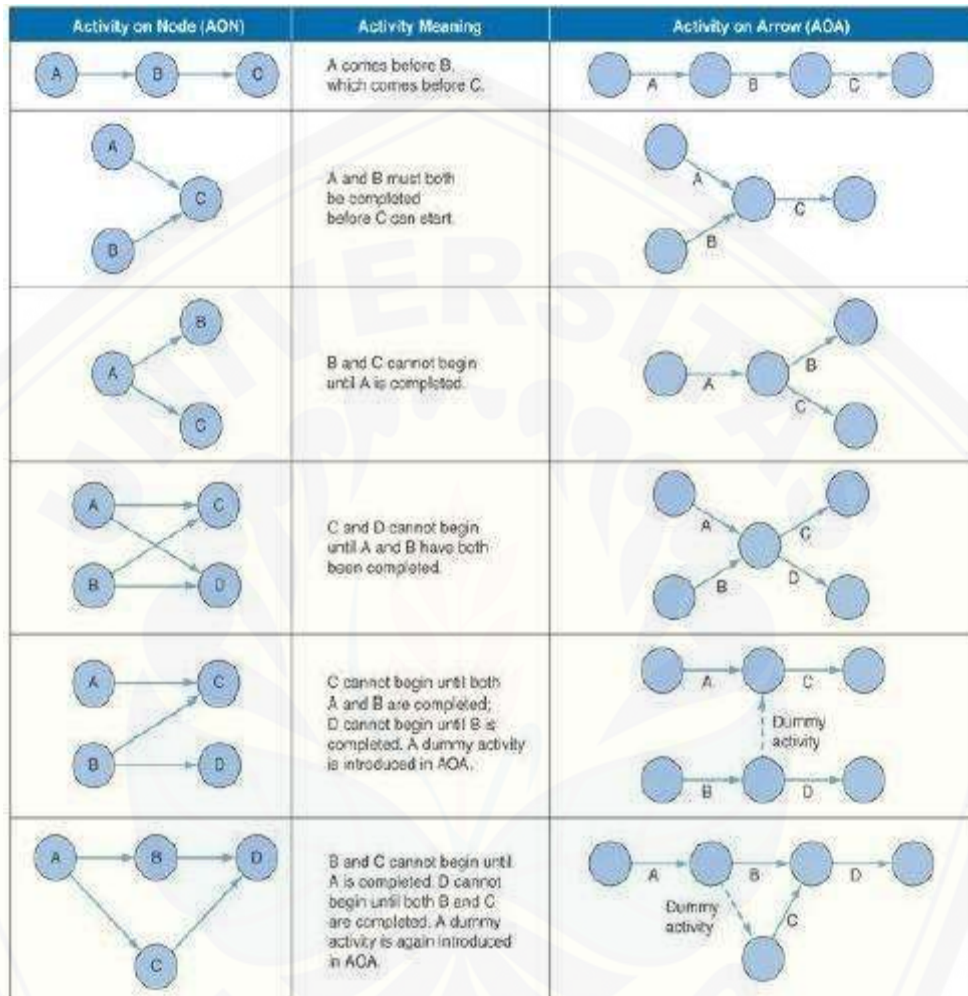 Activity on Node (AON)
Activity Meaning
Activity on Arrow (AOA)
A
B
C
A comes before B,
which comes before C.
A
B
C
A
C
B
A and B must both
be completed
before C can start.
A
C
B
B
A
C
B and C cannot begin
until A is completed.
A
B
C
A
C
B
D
C and D cannot begin
until A and B have both
been completed.
A
C
B
D
A
C
B
D
C cannot begin until both
A and B are completed;
D cannot begin until B is
completed. A dummy activity
is introduced in AOA.
A
C
Dummy
activity
B
D
A
B
D
C
B and C cannot begin until
A is completed. D cannot
begin until both B and C
are completed. A dummy
activity is again introduced
in AOA.
A
B
D
Dummy
activity
C
UNIVERSITAS